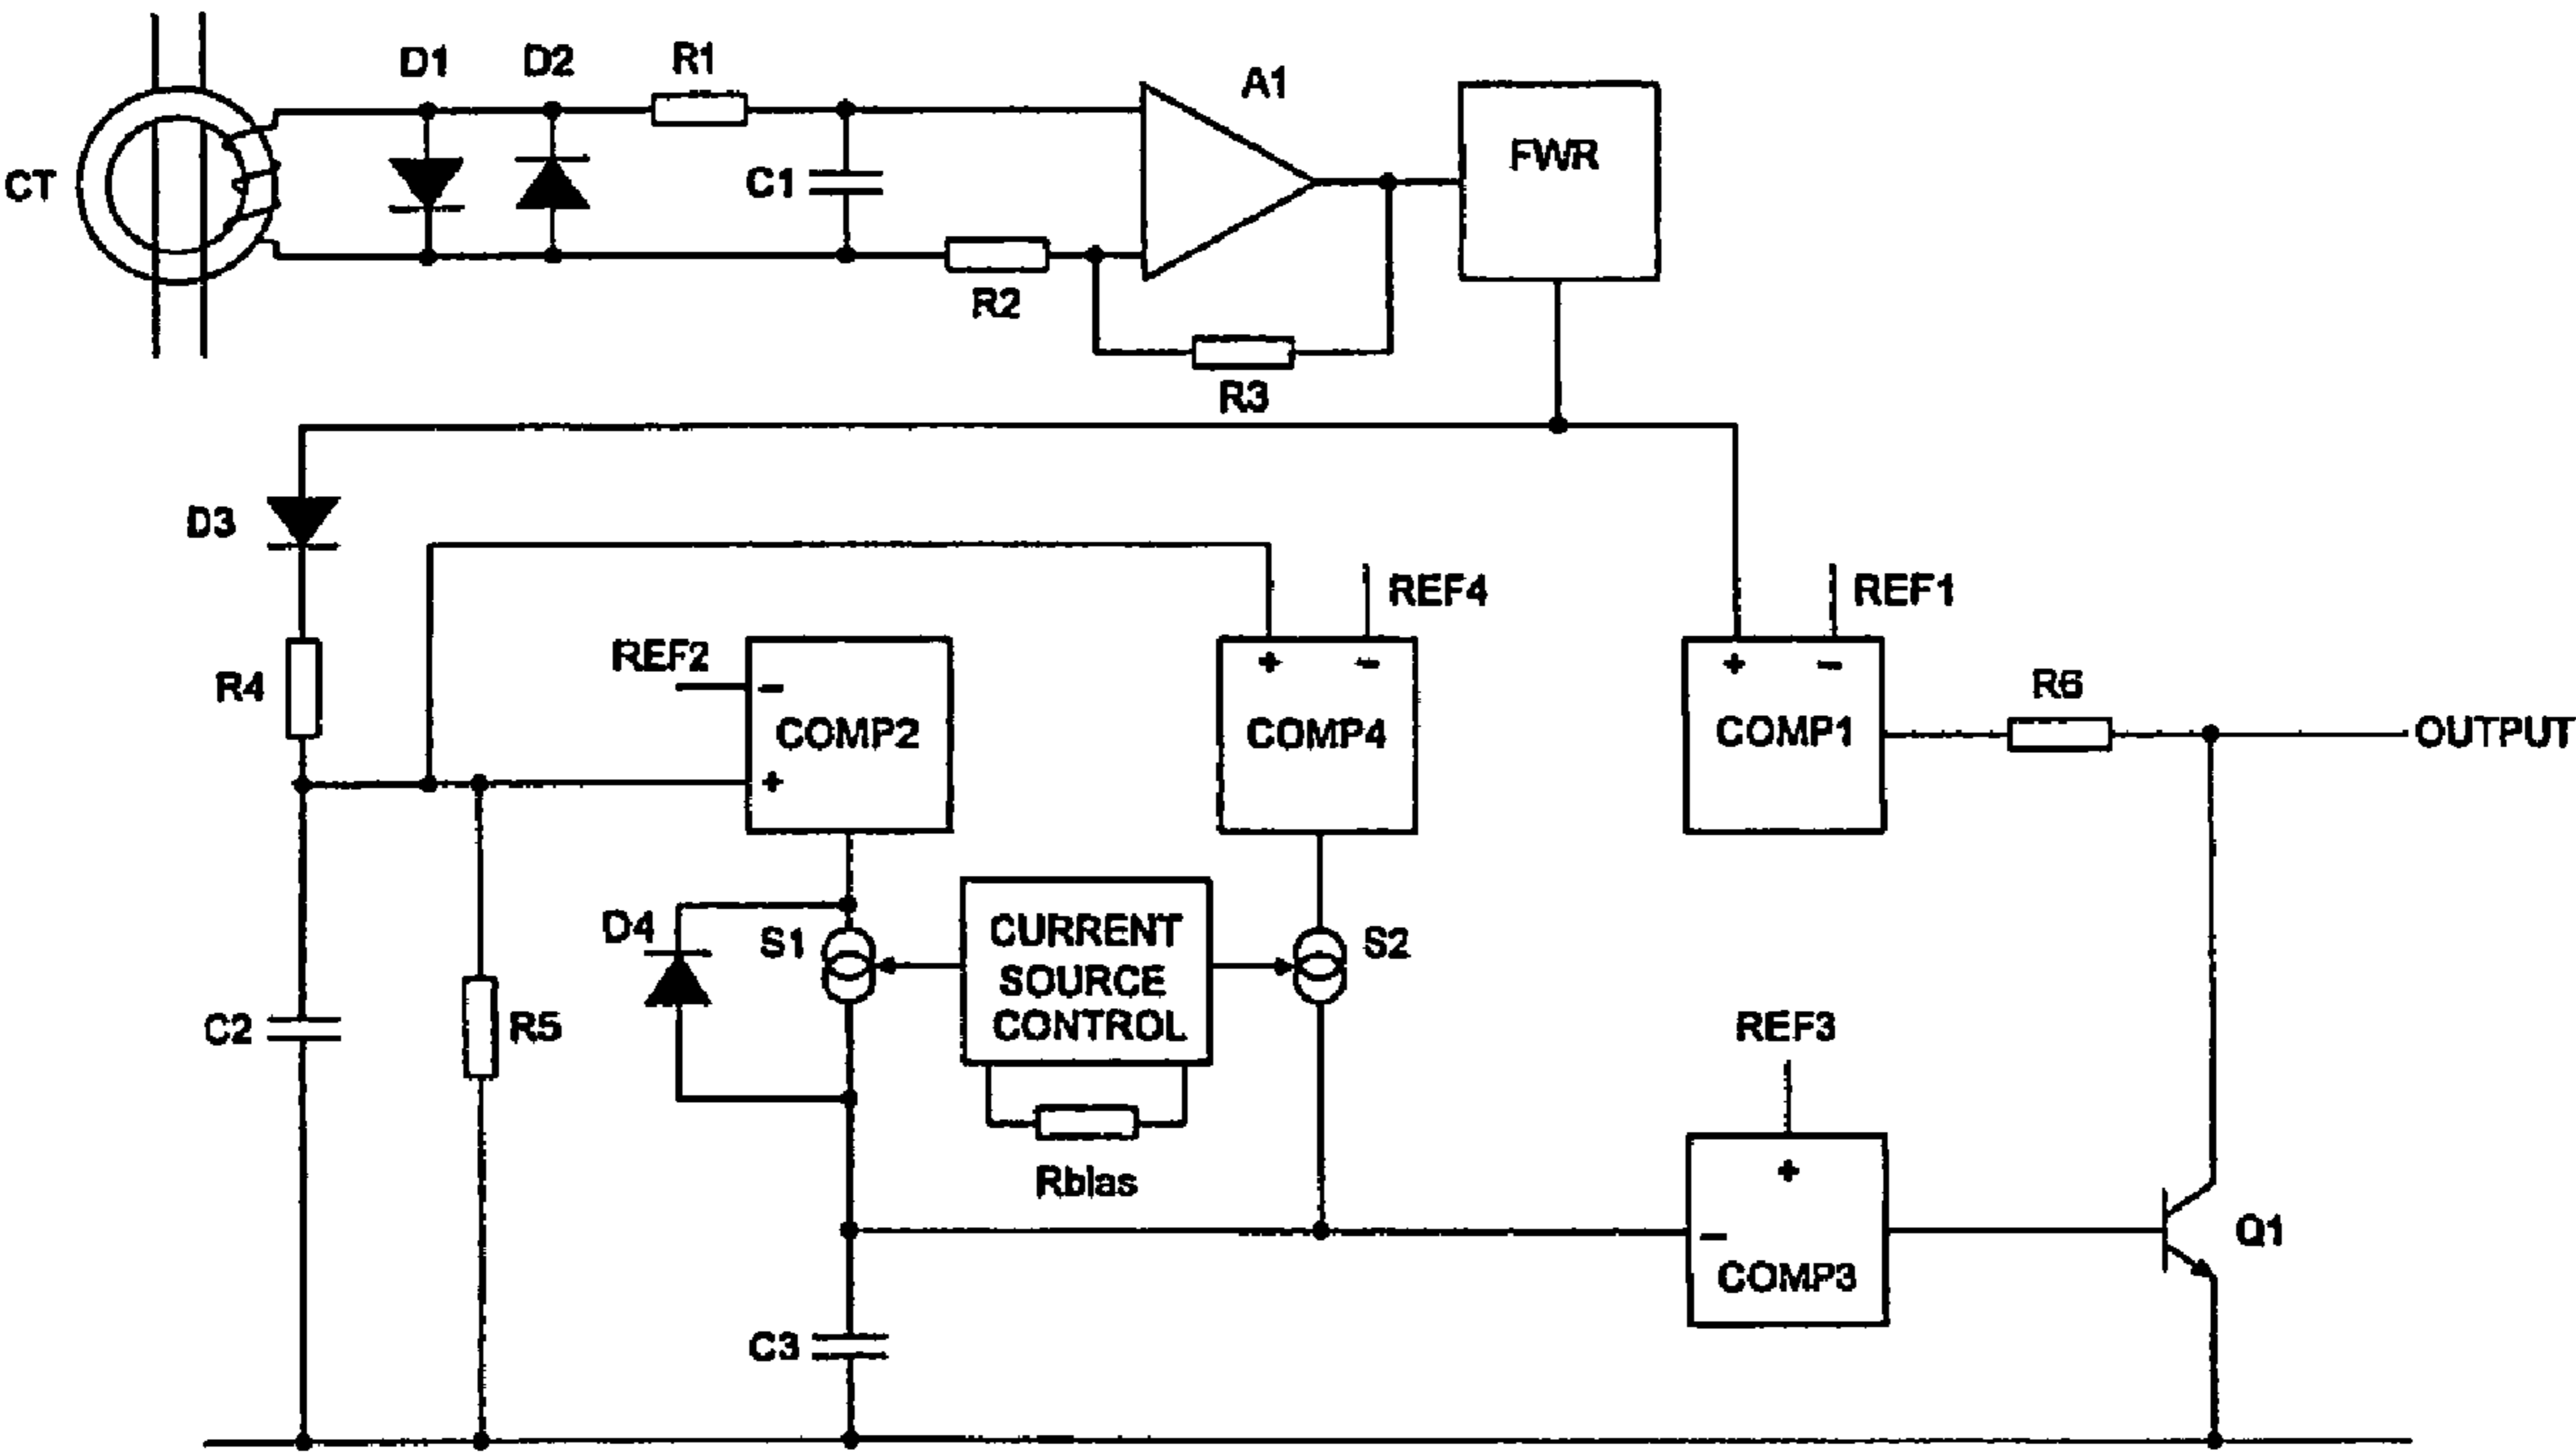 D1
D2
R1
A1
FWR
CT
C1
R2
R3
D3
REF4
REF1
REF2
R4
+
-
+
-
R6
-
COMP2
COMP4
COMP1
OUTPUT
+
D4
S1
CURRENT
SOURCE
CONTROL
S2
C2
R5
REF3
Rbias
+
-
COMP3
Q1
C3